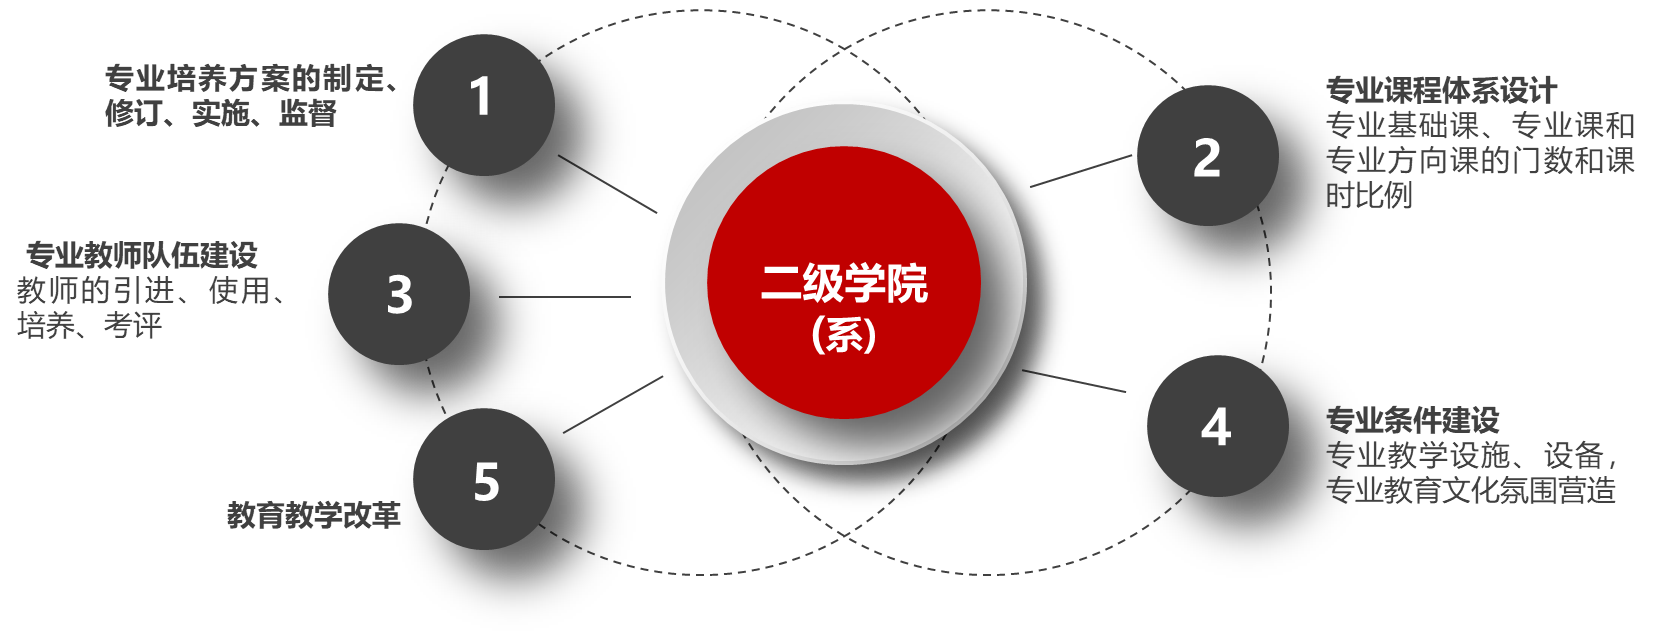 1
专业培养方案的制定、
修订、实施、监督
2
专业课程体系设计
专业基础课、专业课和
专业方向课的门数和课
时比例
3
专业教师队伍建设
教师的引进、使用、
培养、考评
二级学院
(系)
4
专业条件建设
专业教学设施、设备，
专业教育文化氛围营造
5
教育教学改革